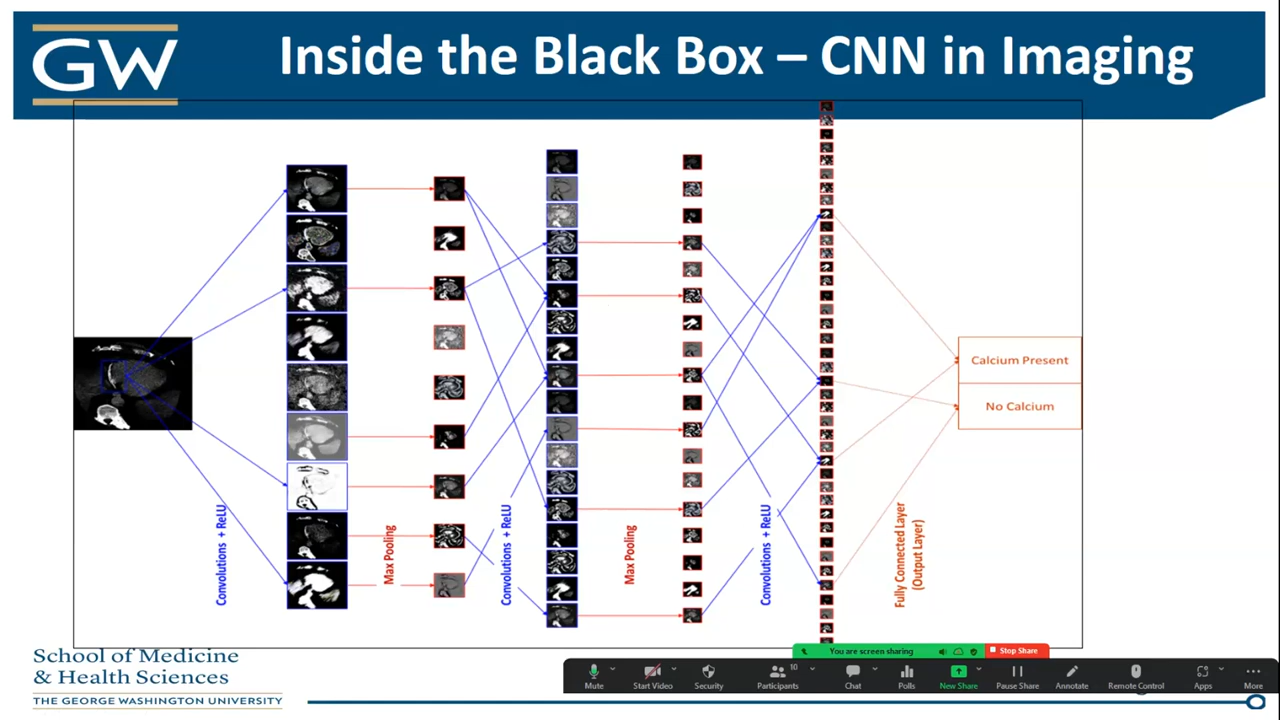 GW
Inside the Black Box – CNN in Imaging
Convolutions + ReLU
Max Pooling
Convolutions + ReLU
Max Pooling
Convolutions + ReLU
Fully Connected Layer
(Output Layer)
Calcium Present
No Calcium
School of Medicine
& Health Sciences
THE GEORGE WASHINGTON UNIVERSITY
You are screen sharing
Stop Share
10
Mute
Start Video
Security
Participants
Chat
Polls
New Share
Pause Share
Annotate
Remote Control
Apps
More